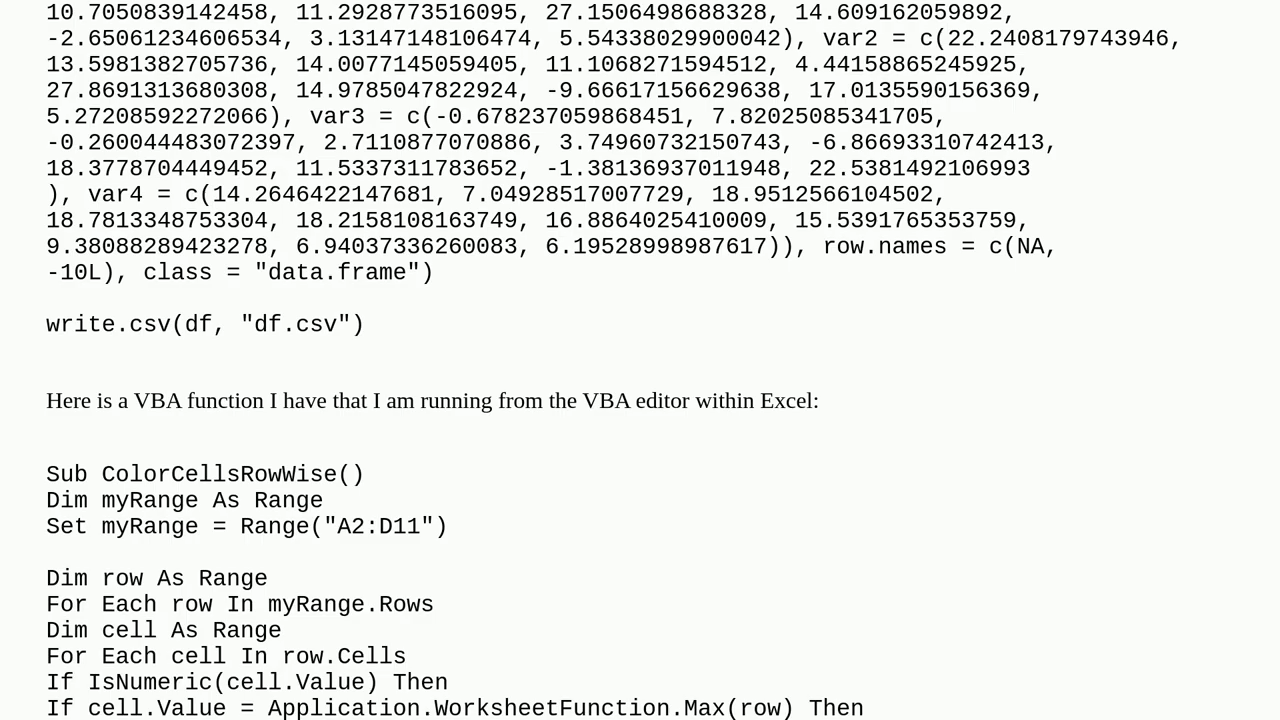 10.7050839142458, 11.2928773516095, 27.1506498688328, 14.609162059892,
-2.65061234606534, 3.13147148106474, 5.54338029900042), var2 = c(22.2408179743946,
13.5981382705736, 14.0077145059405, 11.1068271594512, 4.44158865245925,
27.8691313680308, 14.9785047822924, -9.66617156629638, 17.0135590156369,
5.27208592272066), var3 = c(-0.678237059868451, 7.82025085341705,
-0.260044483072397, 2.7110877070886, 3.74960732150743, -6.86693310742413,
18.3778704449452, 11.5337311783652, -1.38136937011948, 22.5381492106993
), var4 = c(14.2646422147681, 7.04928517007729, 18.9512566104502,
18.7813348753304, 18.2158108163749, 16.8864025410009, 15.5391765353759,
9.38088289423278, 6.94037336260083, 6.19528998987617)), row.names = c(NA,
-10L), class = "data.frame")
write.csv(df, "df.csv")
Here is a VBA function I have that I am running from the VBA editor within Excel:
Sub ColorCellsRowWise()
Dim myRange As Range
Set myRange = Range("A2:D11")
Dim row As Range
For Each row In myRange.Rows
Dim cell As Range
For Each cell In row.Cells
If IsNumeric(cell.Value) Then
If cell.Value = Application.WorksheetFunction.Max(row) Then